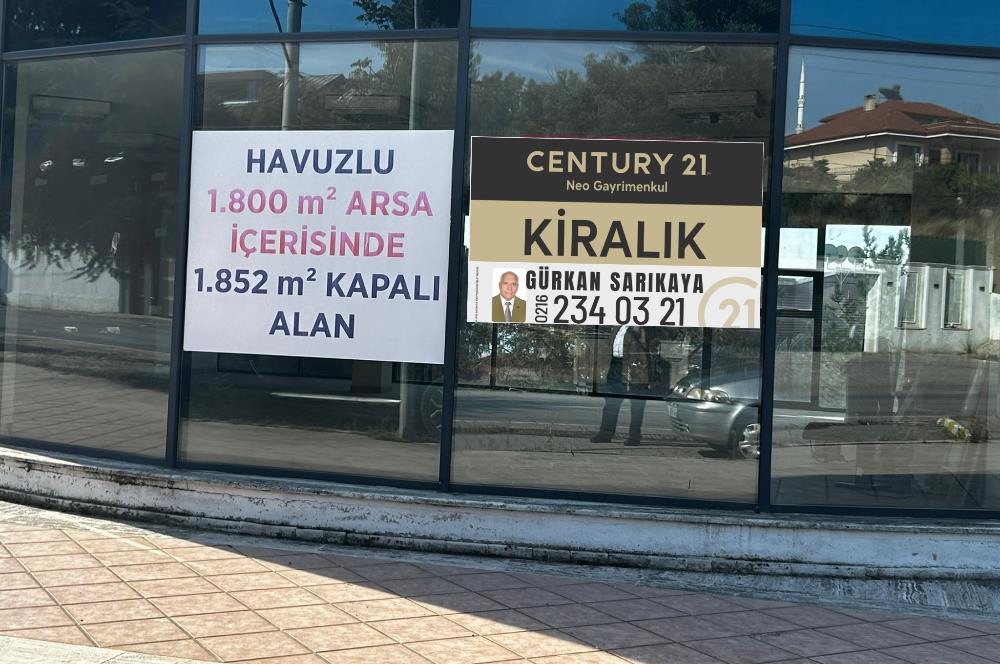 HAVUZLU
1.800 m² ARSA
İÇERİSİNDE
1.852 m² KAPALI
ALAN
CENTURY 21
Neo Gayrimenkul
KİRALIK
GÜRKAN SARIKAYA
0216 234 03 21
21